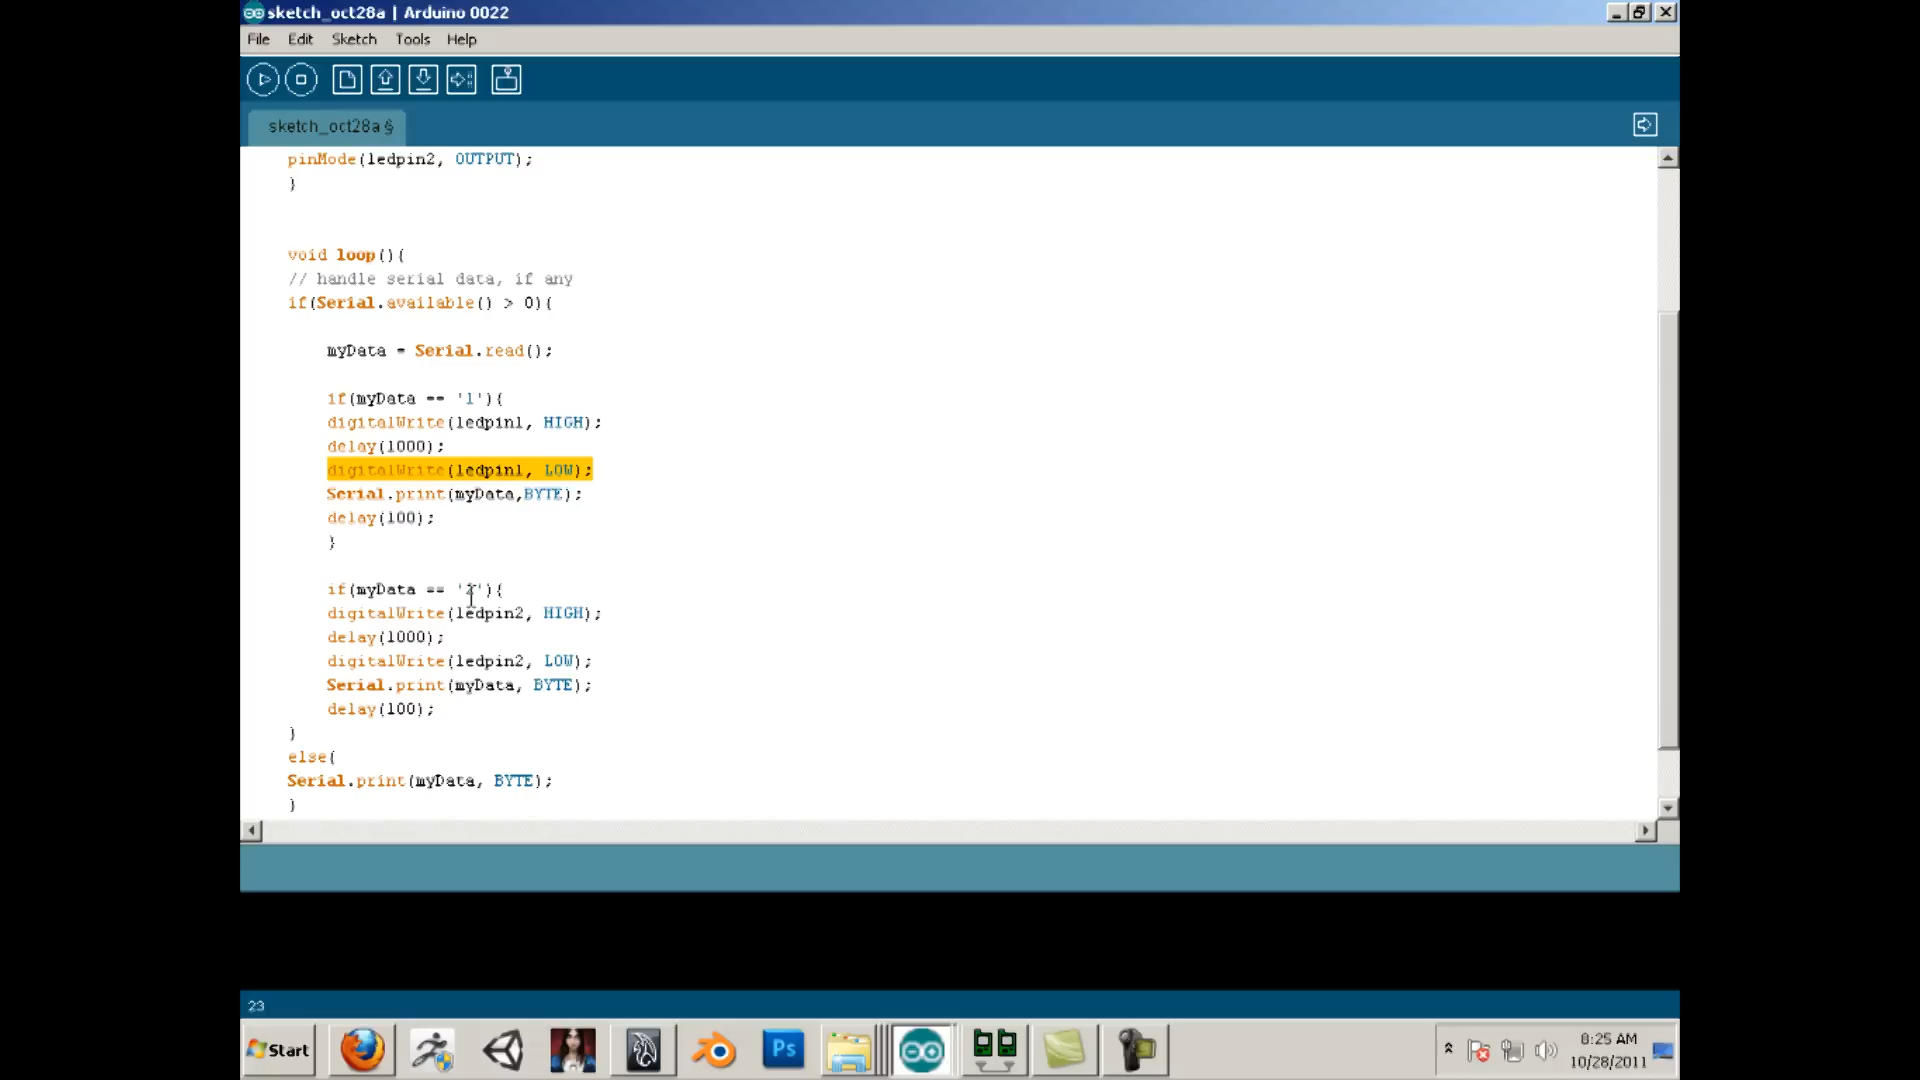 sketch_oct28a | Arduino 0022
File Edit Sketch Tools Help
sketch_oct28a §
pinMode(ledpin2, OUTPUT);
}
void loop(){
// handle serial data, if any
if(Serial.available() > 0){
myData = Serial.read();
if(myData == '1'){
digitalWrite(ledpin1, HIGH);
delay(1000);
digitalWrite(ledpin1, LOW);
Serial.print(myData,BYTE);
delay(100);
}
if(myData == '2'){
digitalWrite(ledpin2, HIGH);
delay(1000);
digitalWrite(ledpin2, LOW);
Serial.print(myData, BYTE);
delay(100);
}
else{
Serial.print(myData, BYTE);
}
23
Start
Ps
8:25 AM
10/28/2011